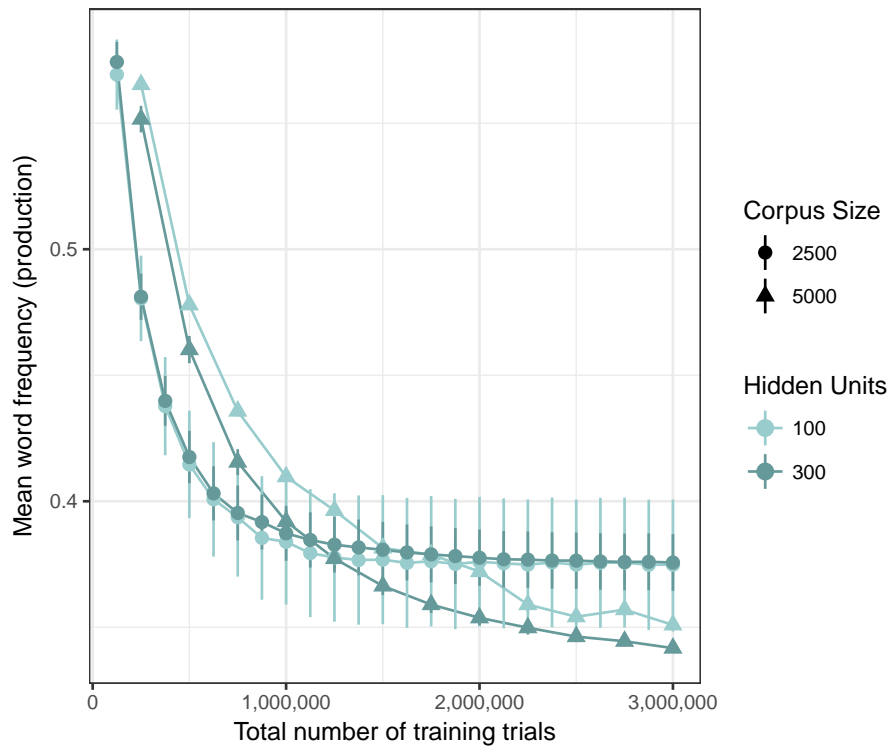 Mean word frequency (production)
0.5
0.4
0
1,000,000
2,000,000
3,000,000
Total number of training trials
Corpus Size
2500
5000
Hidden Units
100
300